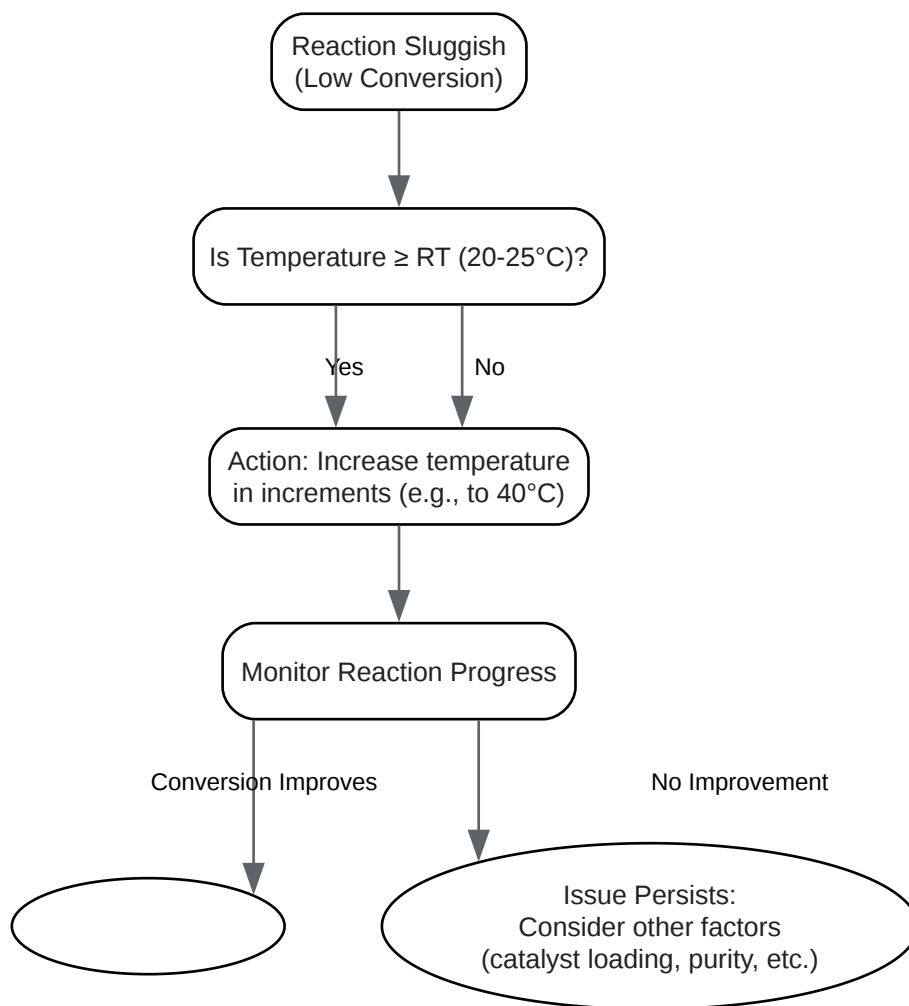 Reaction Sluggish
(Low Conversion)
Is Temperature ≥ RT (20-25°C)?
Yes
No
Action: Increase temperature
in increments (e.g., to 40°C)
Monitor Reaction Progress
Conversion Improves
No Improvement
Issue Persists:
Consider other factors
(catalyst loading, purity, etc.)